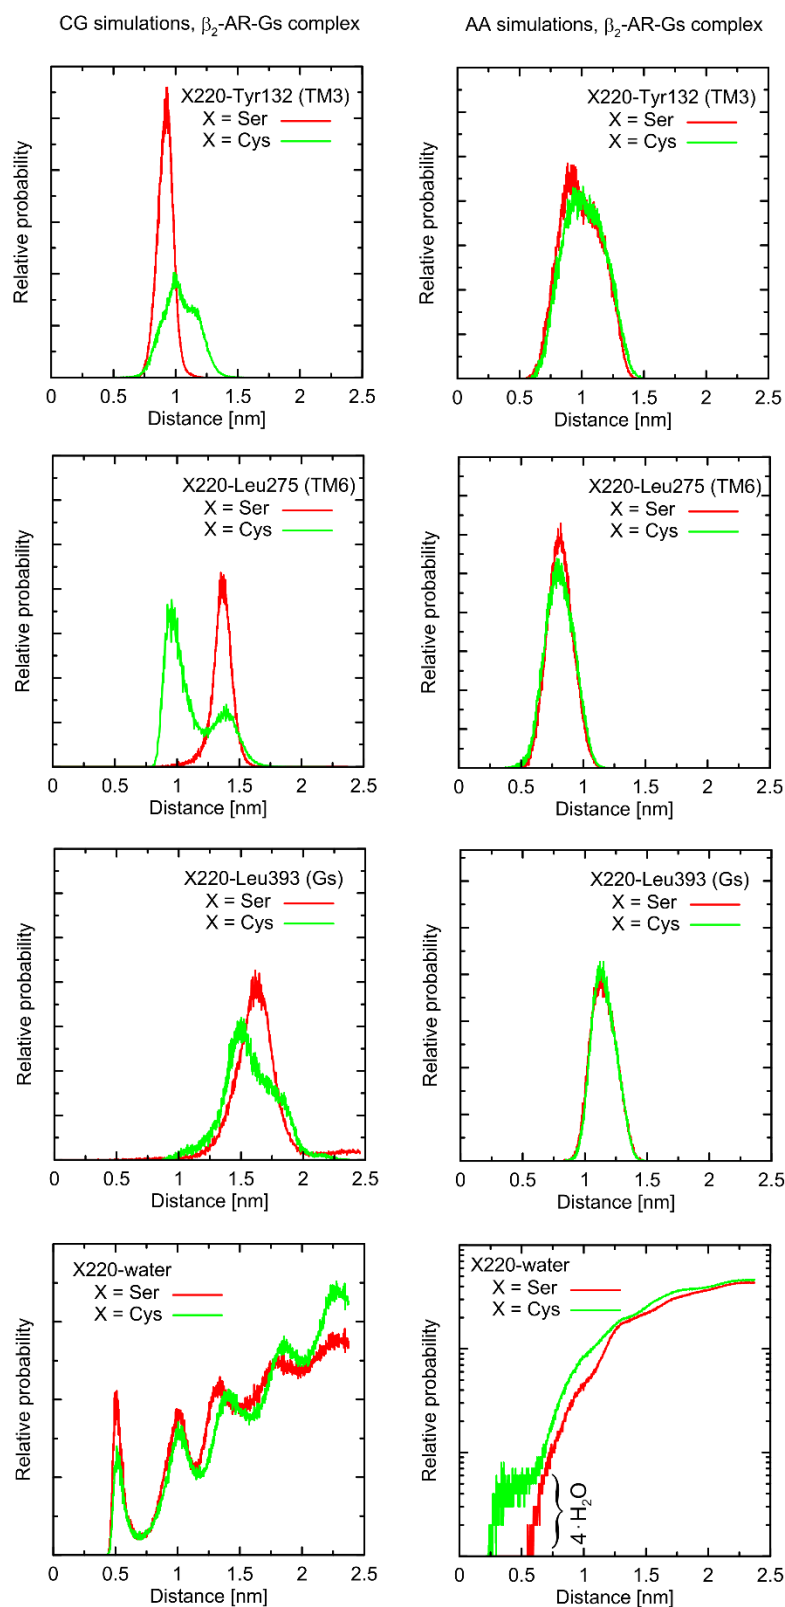 CG simulations, β₂-AR-Gs complex
AA simulations, β₂-AR-Gs complex
X220-Tyr132 (TM3)
X = Ser
X = Cys
Relative probability
0 0.5 1 1.5 2 2.5
Distance [nm]
X220-Tyr132 (TM3)
X = Ser
X = Cys
Relative probability
0 0.5 1 1.5 2 2.5
Distance [nm]
X220-Leu275 (TM6)
X = Ser
X = Cys
Relative probability
0 0.5 1 1.5 2 2.5
Distance [nm]
X220-Leu275 (TM6)
X = Ser
X = Cys
Relative probability
0 0.5 1 1.5 2 2.5
Distance [nm]
X220-Leu393 (Gs)
X = Ser
X = Cys
Relative probability
0 0.5 1 1.5 2 2.5
Distance [nm]
X220-Leu393 (Gs)
X = Ser
X = Cys
Relative probability
0 0.5 1 1.5 2 2.5
Distance [nm]
X220-water
X = Ser
X = Cys
Relative probability
0 0.5 1 1.5 2 2.5
Distance [nm]
X220-water
X = Ser
X = Cys
Relative probability
4·H₂O
0 0.5 1 1.5 2 2.5
Distance [nm]